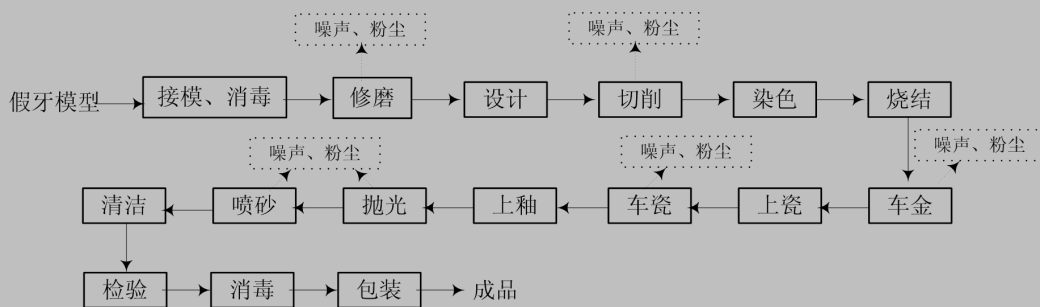 噪声、粉尘
噪声、粉尘
假牙模型
接模、消毒
修磨
设计
切削
染色
烧结
噪声、粉尘
噪声、粉尘
噪声、粉尘
清洁
喷砂
抛光
上釉
车瓷
上瓷
车金
检验
消毒
包装
成品